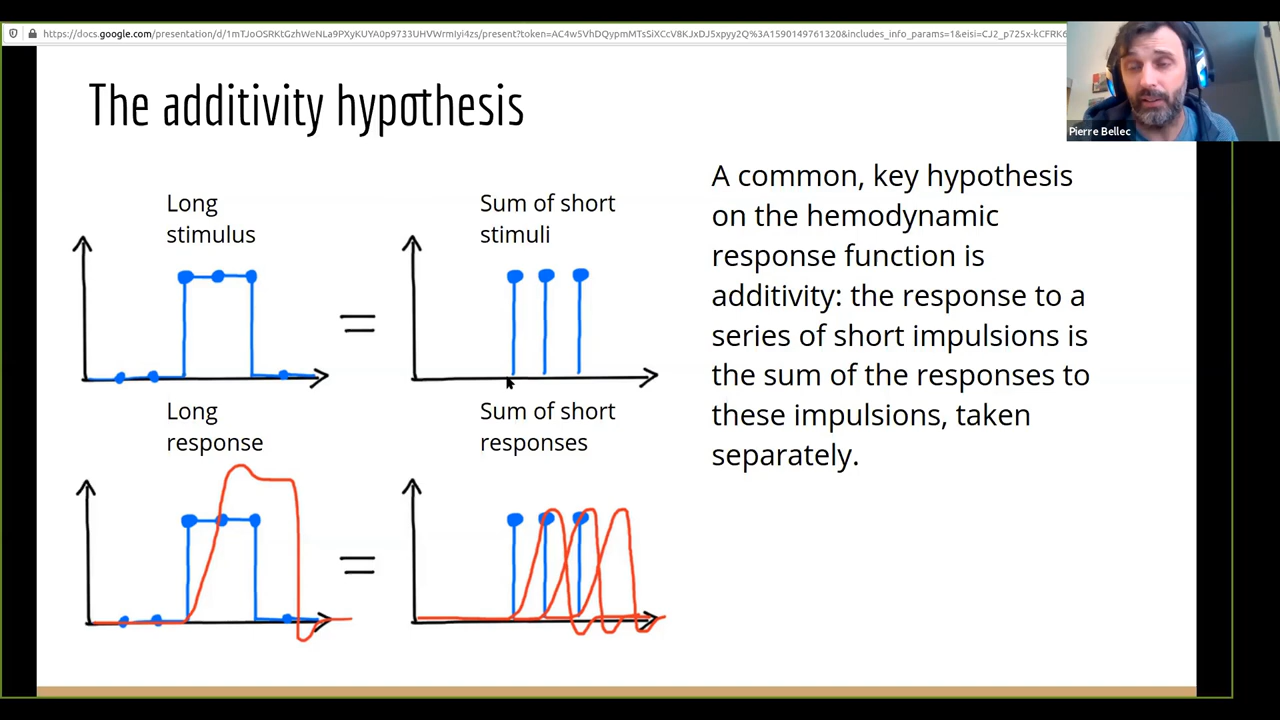 https://docs.google.com/presentation/d/1mTJoOSRKtGzhWeNLa9PXyKUYA0p9733UHVWrmIyi4zs/present?token=AC4w5VhDQypmMTsSiXCcV8KJxDJ5xpyy2Q%3A1590149761320&includes_info_params=1&eisi=CJ2_p725x-kCFRK6
Pierre Bellec
The additivity hypothesis
Long
stimulus
Sum of short
stimuli
=
Long
response
Sum of short
responses
=
A common, key hypothesis
on the hemodynamic
response function is
additivity: the response to a
series of short impulsions is
the sum of the responses to
these impulsions, taken
separately.